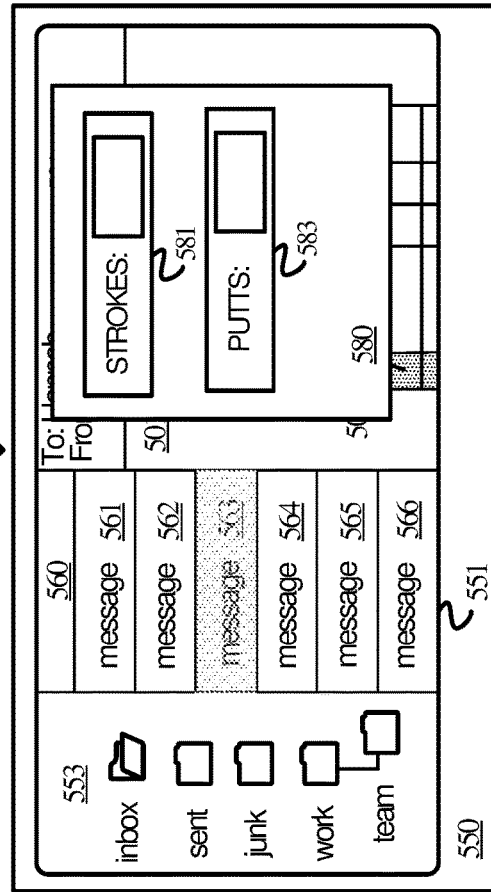 553
inbox
sent
junk
work
team
550
560
message 561
message 562
message 563
message 564
message 565
message 566
551
To:
Fro
50
50
STROKES:
581
PUTTS:
583
580